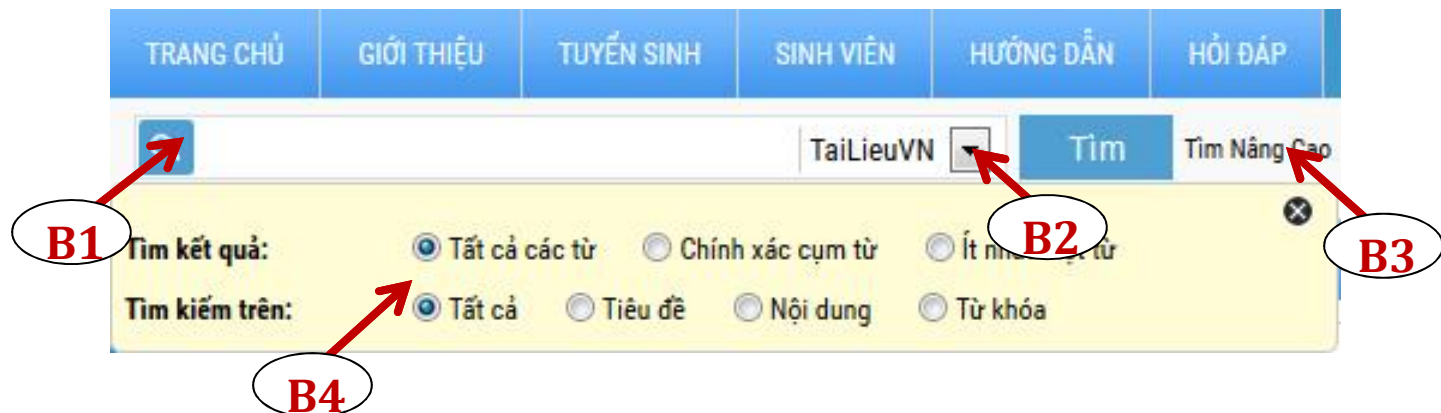 TRANG CHỦ GIỚI THIỆU TUYỂN SINH SINH VIÊN HƯỚNG DẪN HỎI ĐÁP
TaiLieuVN Tìm Tìm Nâng Cao
B1 B2 B3
Tìm kết quả: Tất cả các từ Chính xác cụm từ Ít từ
Tìm kiếm trên: Tất cả Tiêu đề Nội dung Từ khóa
B4